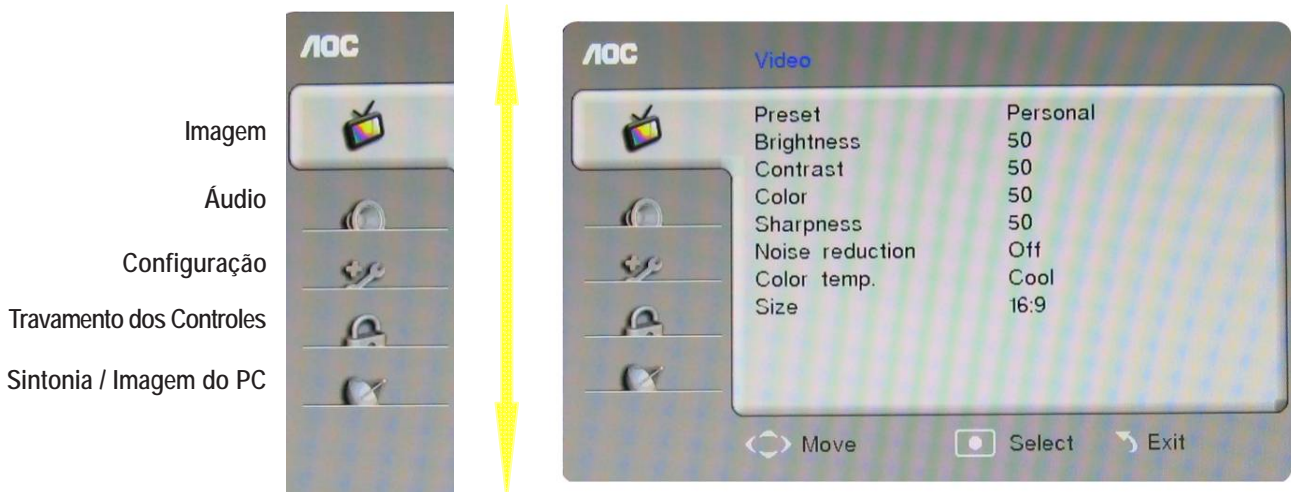 AOC
Imagem
Áudio
Configuração
Travamento dos Controles
Sintonia / Imagem do PC
AOC
Video
Preset Personal
Brightness 50
Contrast 50
Color 50
Sharpness 50
Noise reduction Off
Color temp. Cool
Size 16:9
Move Select Exit